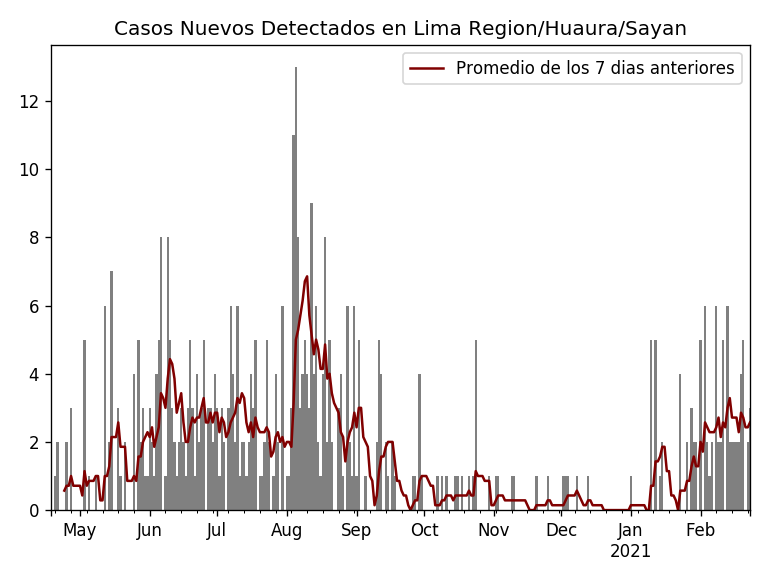 Casos Nuevos Detectados en Lima Region/Huaura/Sayan
Promedio de los 7 dias anteriores
12
10
8
6
4
2
0
May Jun Jul Aug Sep Oct Nov Dec Jan Feb
2021